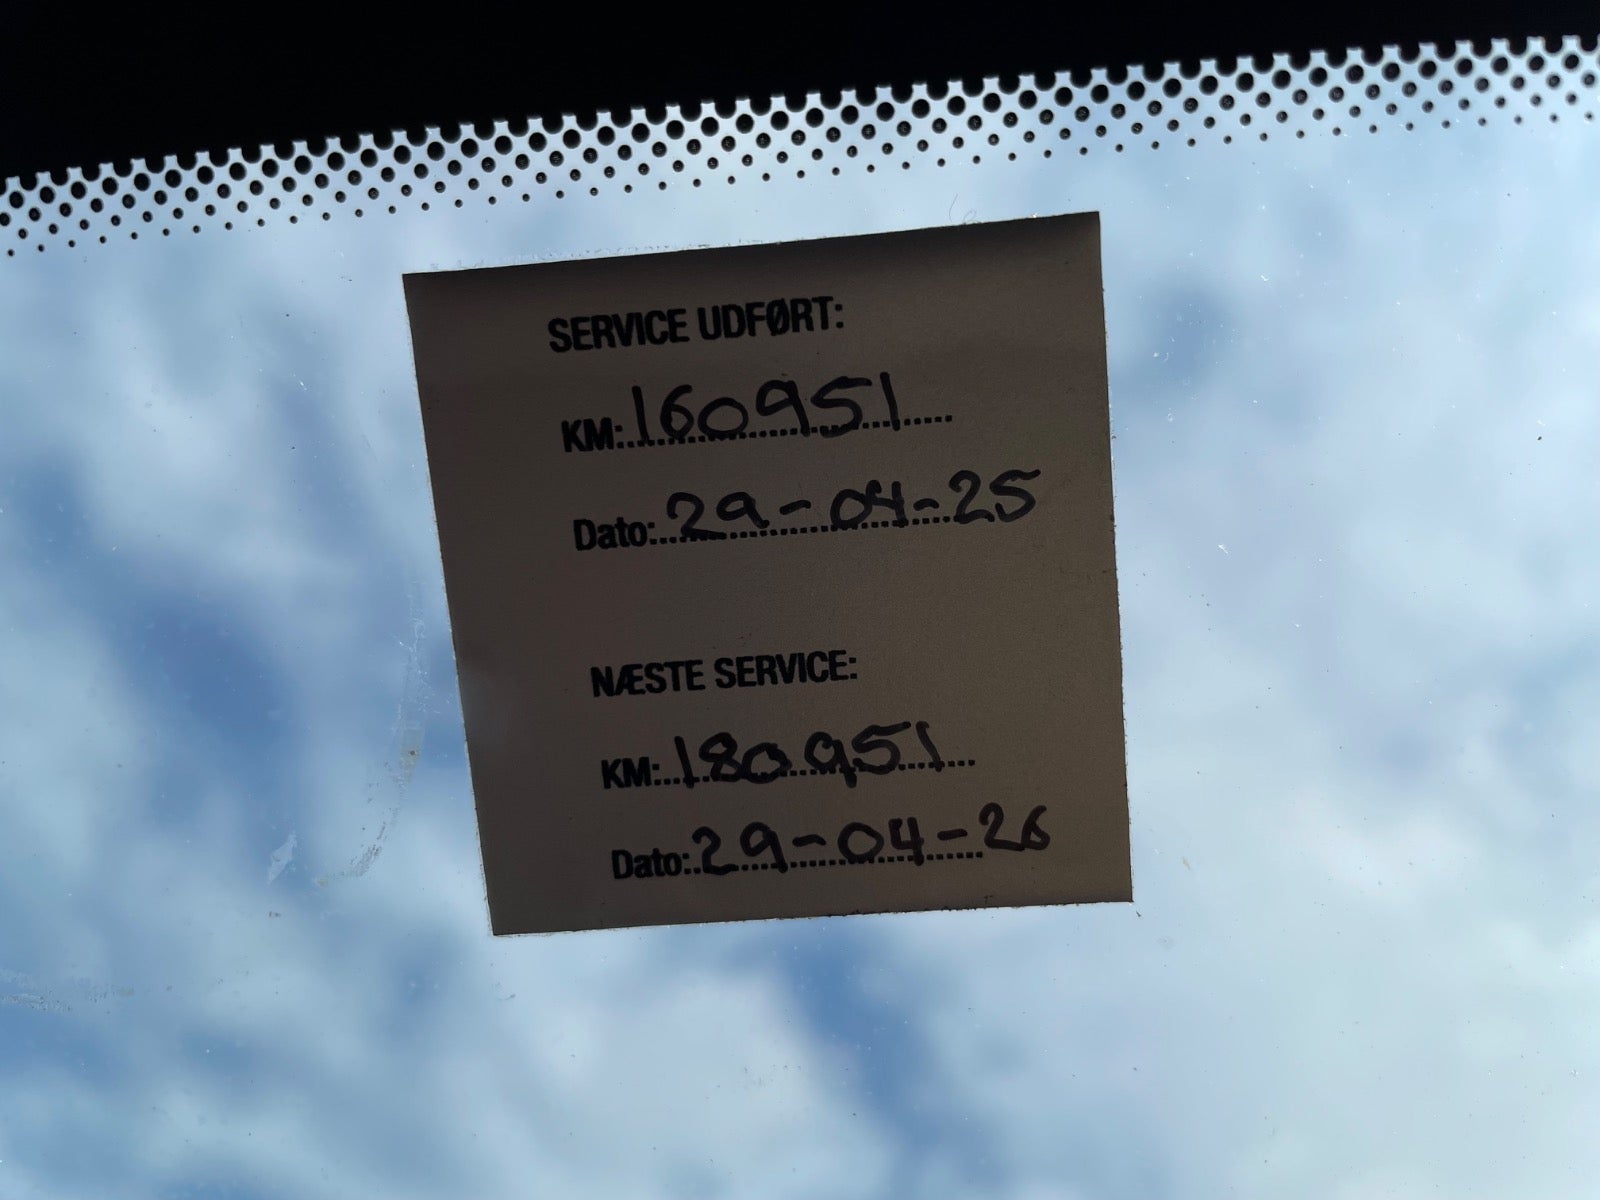 SERVICE UDFØRT:
KM: 160951
Dato: 29-04-25
NÆSTE SERVICE:
KM: 180951
Dato: 29-04-26